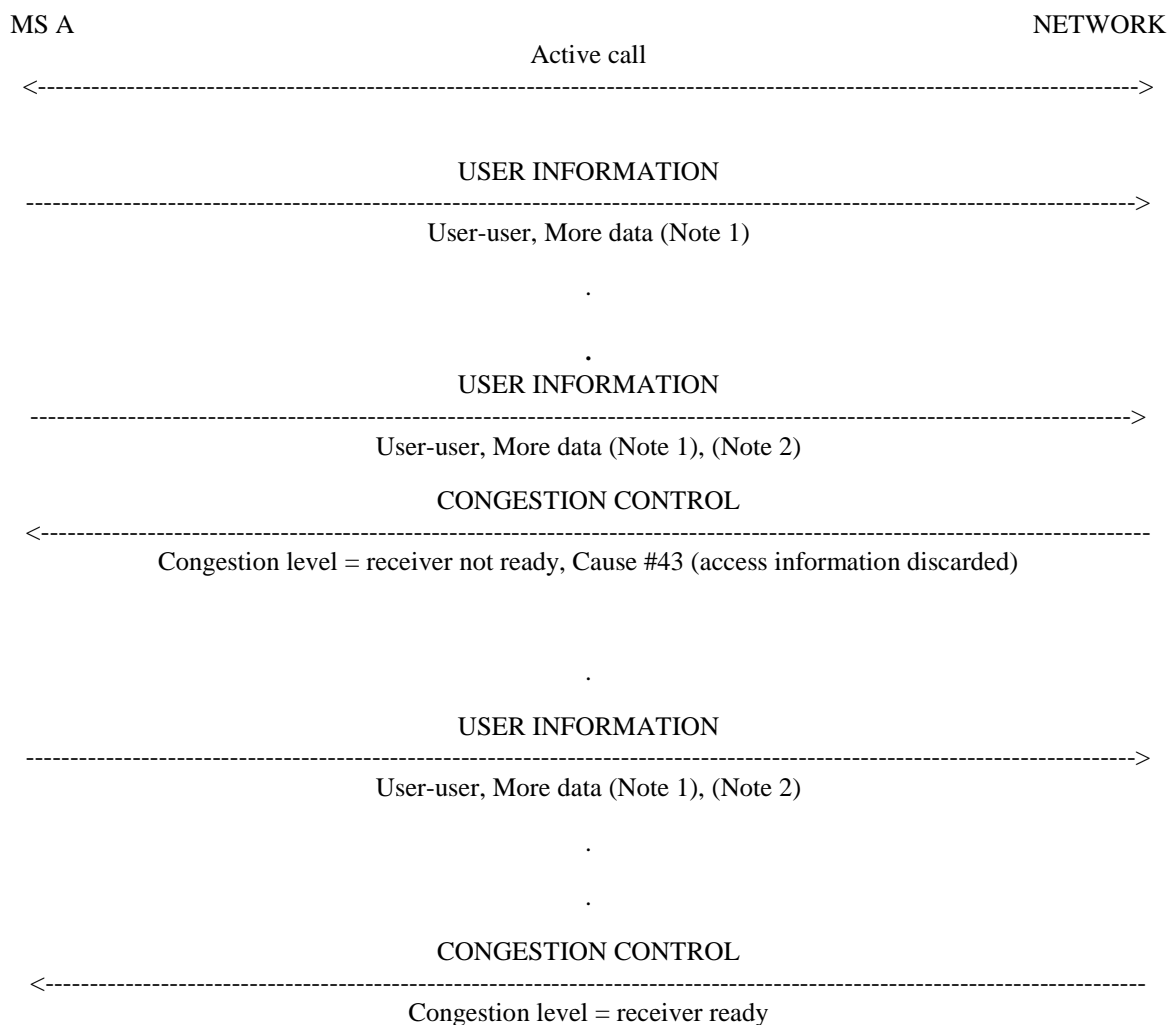 MS A NETWORK
Active call
<---------------------------------------------------------------------------------------------------------------------------->
USER INFORMATION
----------------------------------------------------------------------------------------------------------------------------->
User-user, More data (Note 1)
.
.
USER INFORMATION
---------------------------------------------------------------------------------------------------------------------------->
User-user, More data (Note 1), (Note 2)
CONGESTION CONTROL
<----------------------------------------------------------------------------------------------------------------------------
Congestion level = receiver not ready, Cause #43 (access information discarded)
.
USER INFORMATION
----------------------------------------------------------------------------------------------------------------------------->
User-user, More data (Note 1), (Note 2)
.
.
CONGESTION CONTROL
<---------------------------------------------------------------------------------------------------------------------------
Congestion level = receiver ready